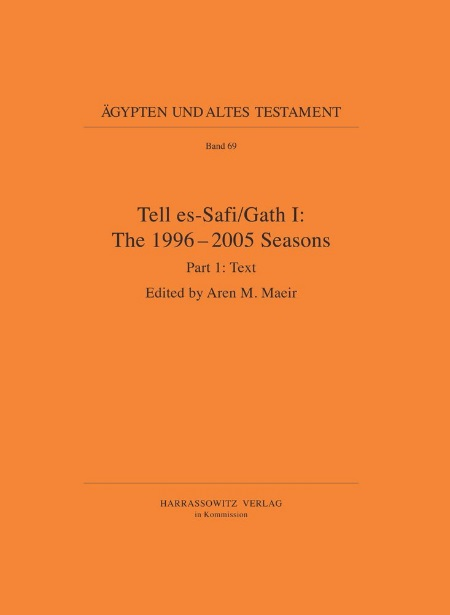 ÄGYPTEN UND ALTES TESTAMENT
Band 69
Tell es-Safi/Gath I:
The 1996 – 2005 Seasons
Part 1: Text
Edited by Aren M. Maeir
HARRASSOWITZ VERLAG
in Kommission